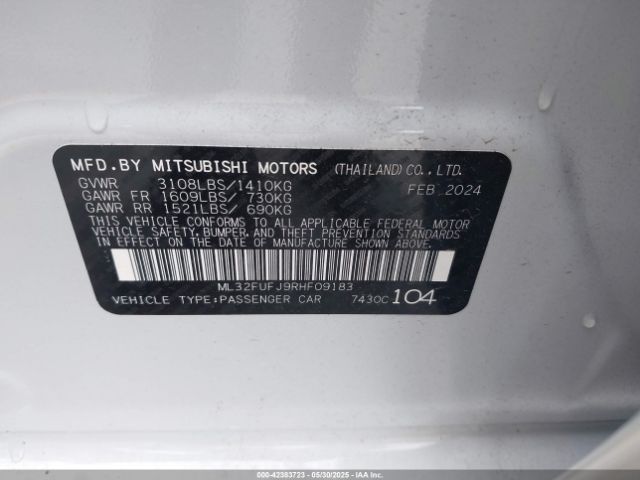 MFD.BY MITSUBISHI MOTORS (THAILAND)CO.,LTD.
GVWR 3108LBS/1410KG FEB 2024
GAWR FR 1609LBS/ 730KG
GAWR RR 1521LBS/ 690KG
THIS VEHICLE CONFORMS TO ALL APPLICABLE FEDERAL MOTOR
VEHICLE SAFETY, BUMPER, AND THEFT PREVENTION STANDARDS
IN EFFECT ON THE DATE OF MANUFACTURE SHOWN ABOVE.
ML32FUFJ9RHF09183
VEHICLE TYPE:PASSENGER CAR 7430C 104
000-42383723 - 05/30/2025 - IAA Holdings, LLC